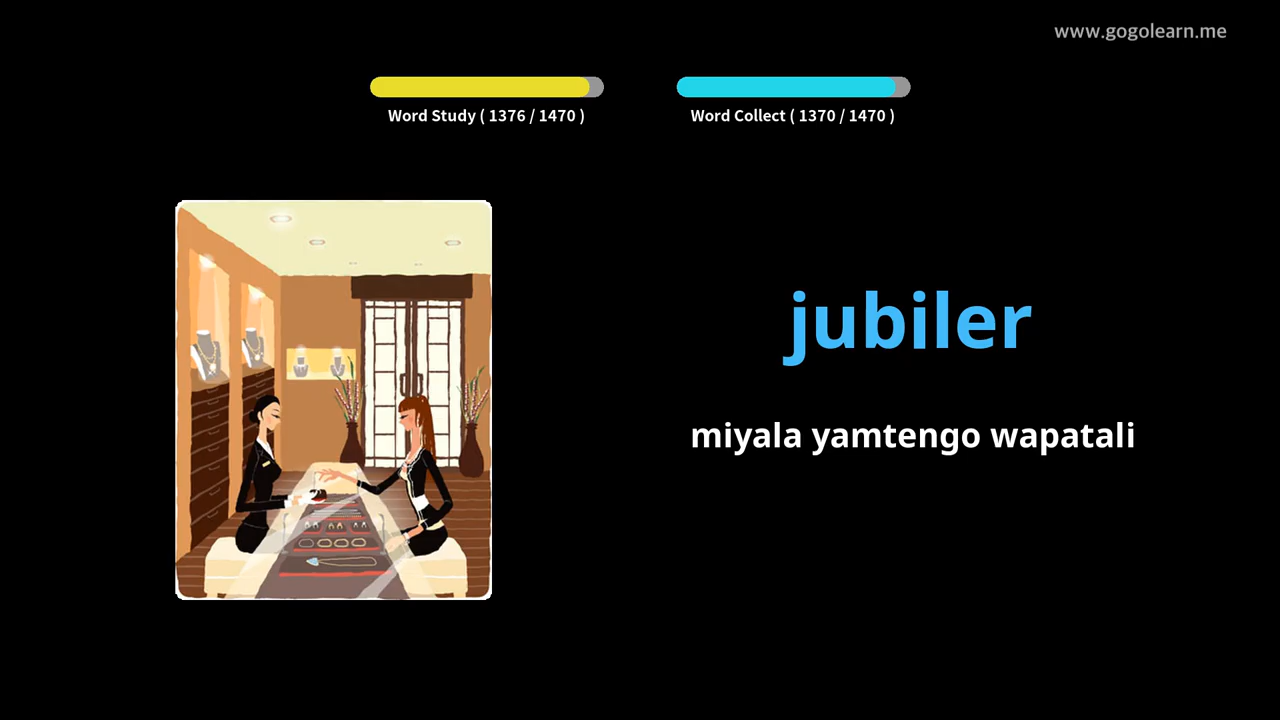 www.gogolearn.me
Word Study ( 1376 / 1470 )
Word Collect ( 1370 / 1470 )
jubiler
miyala yamtengo wapatali